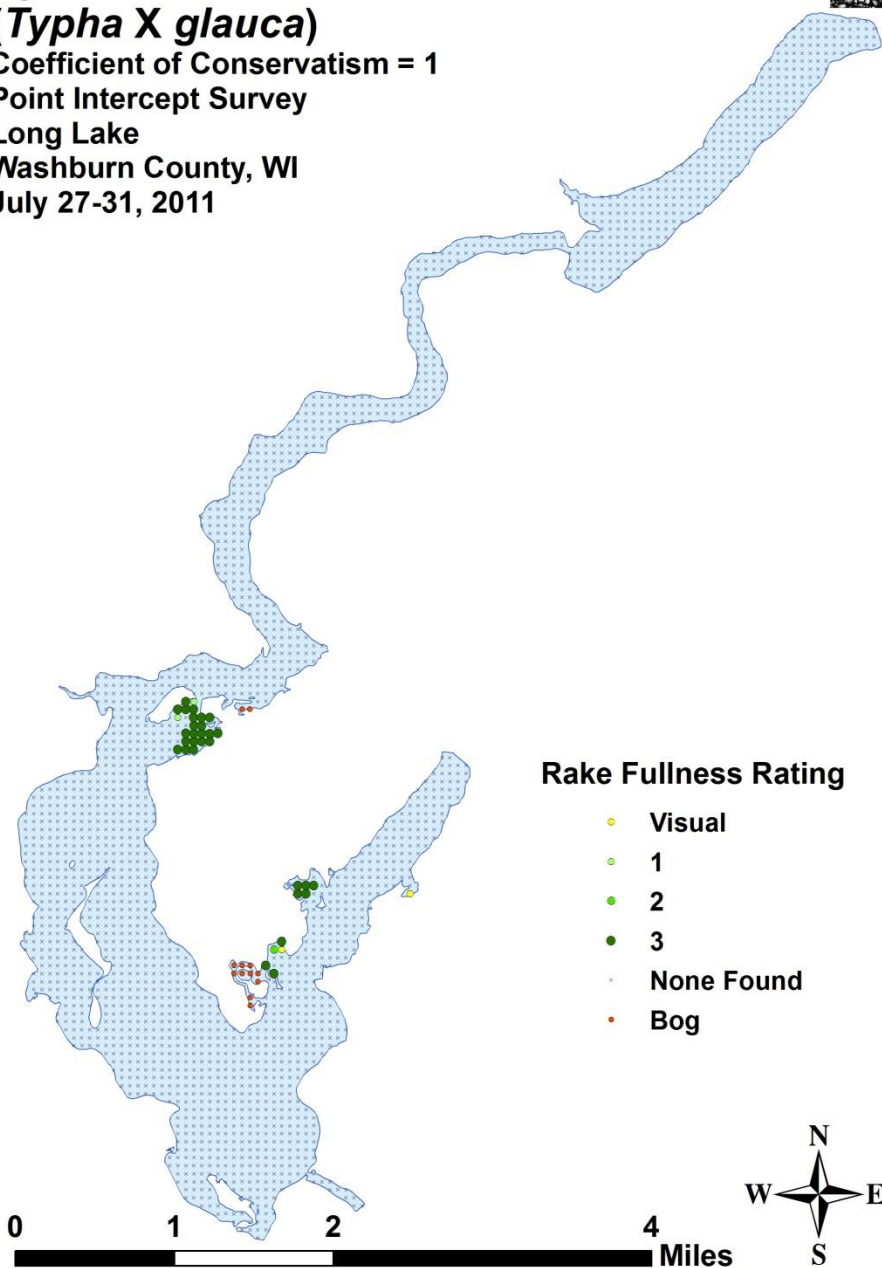 (Typha X glauca)
Coefficient of Conservatism = 1
Point Intercept Survey
Long Lake
Washburn County, WI
July 27-31, 2011
Rake Fullness Rating
Visual
1
2
3
None Found
Bog
N
W E
S
0 1 2 4
Miles